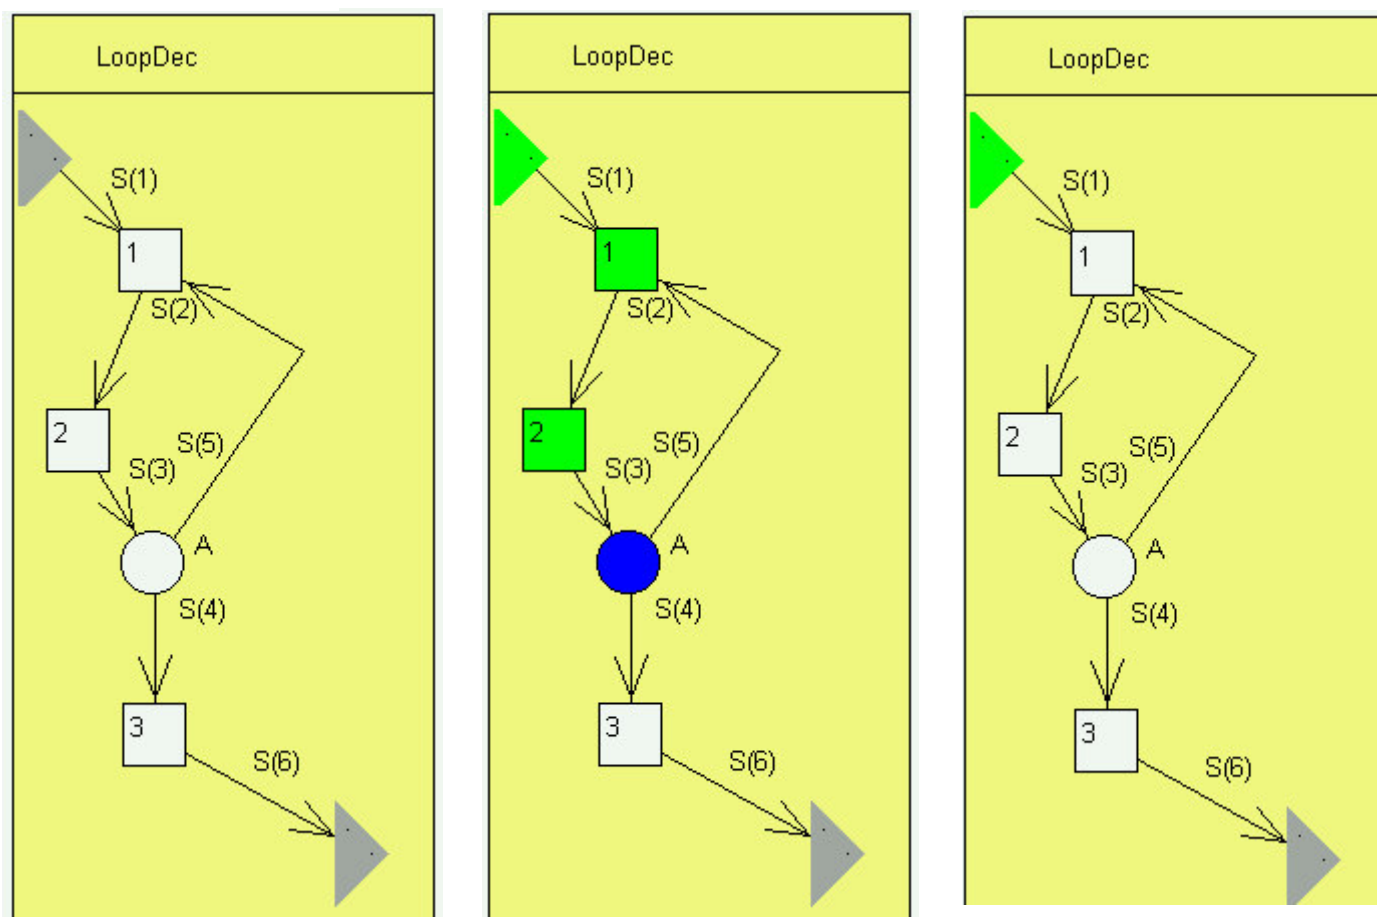 LoopDec
S(1)
1
S(2)
2
S(5)
S(3)
A
S(4)
3
S(6)
LoopDec
S(1)
1
S(2)
2
S(5)
S(3)
A
S(4)
3
S(6)
LoopDec
S(1)
1
S(2)
2
S(5)
S(3)
A
S(4)
3
S(6)